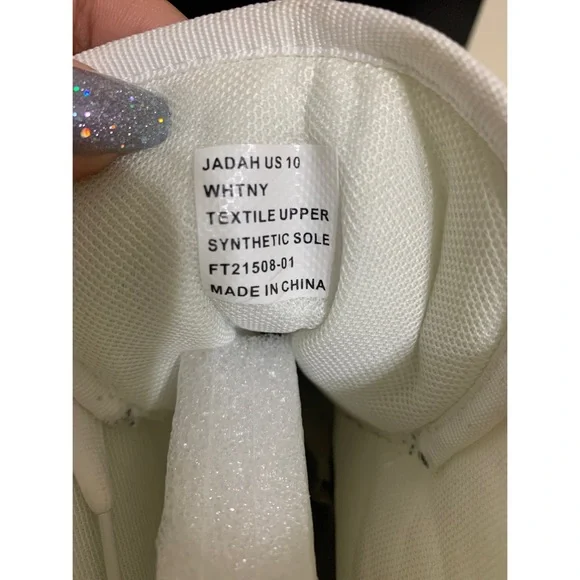 JADAH US 10
WHTNY
TEXTILE UPPER
SYNTHETIC SOLE
FT21508-01
MADE IN CHINA